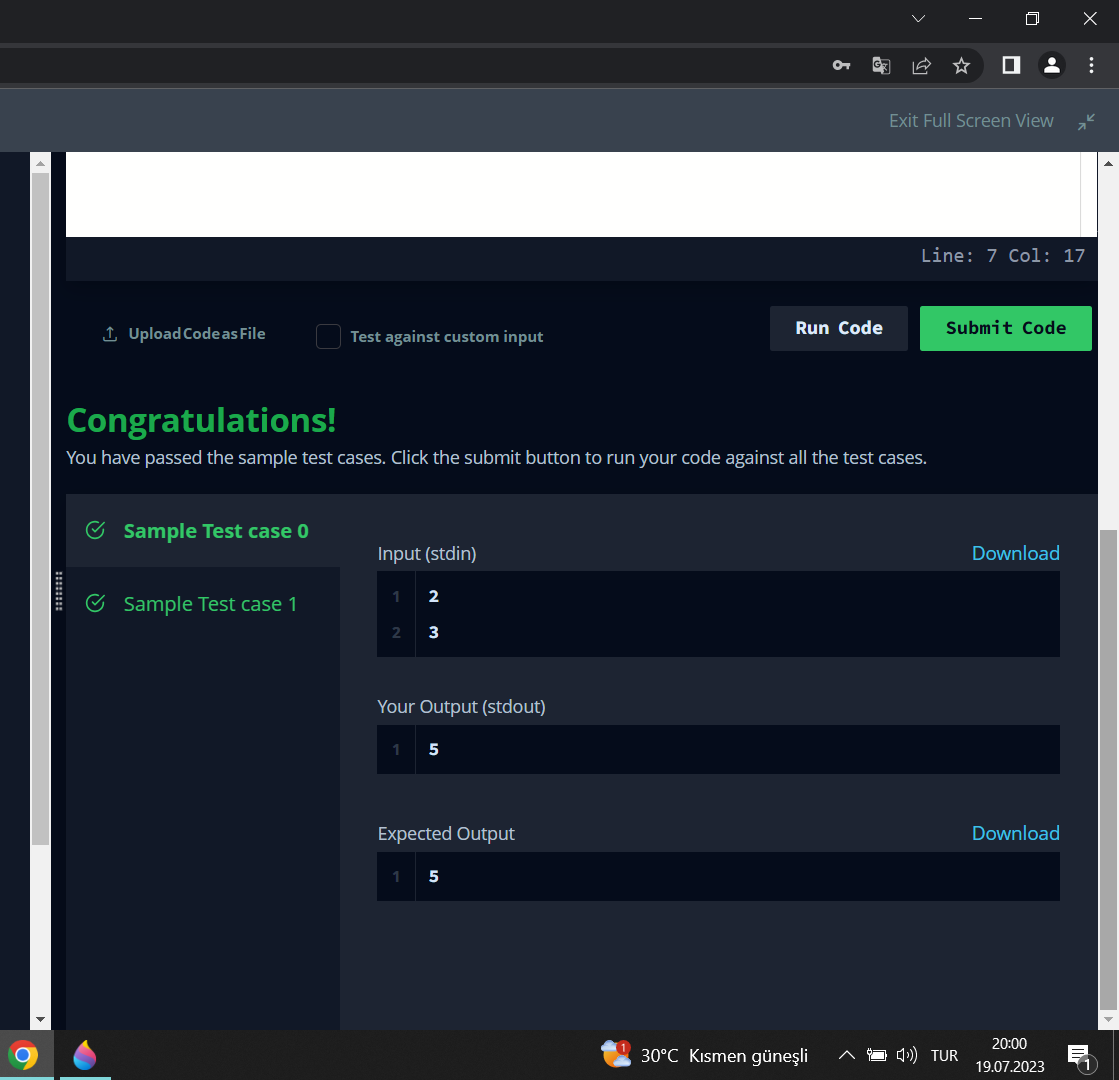 Exit Full Screen View
Line: 7 Col: 17
Upload Code as File
Test against custom input
Run Code
Submit Code
Congratulations!
You have passed the sample test cases. Click the submit button to run your code against all the test cases.
Sample Test case 0
Sample Test case 1
Input (stdin)
Download
1 2
2 3
Your Output (stdout)
1 5
Expected Output
Download
1 5
1
30°C Kısmen güneşli
TUR
20:00
19.07.2023
1